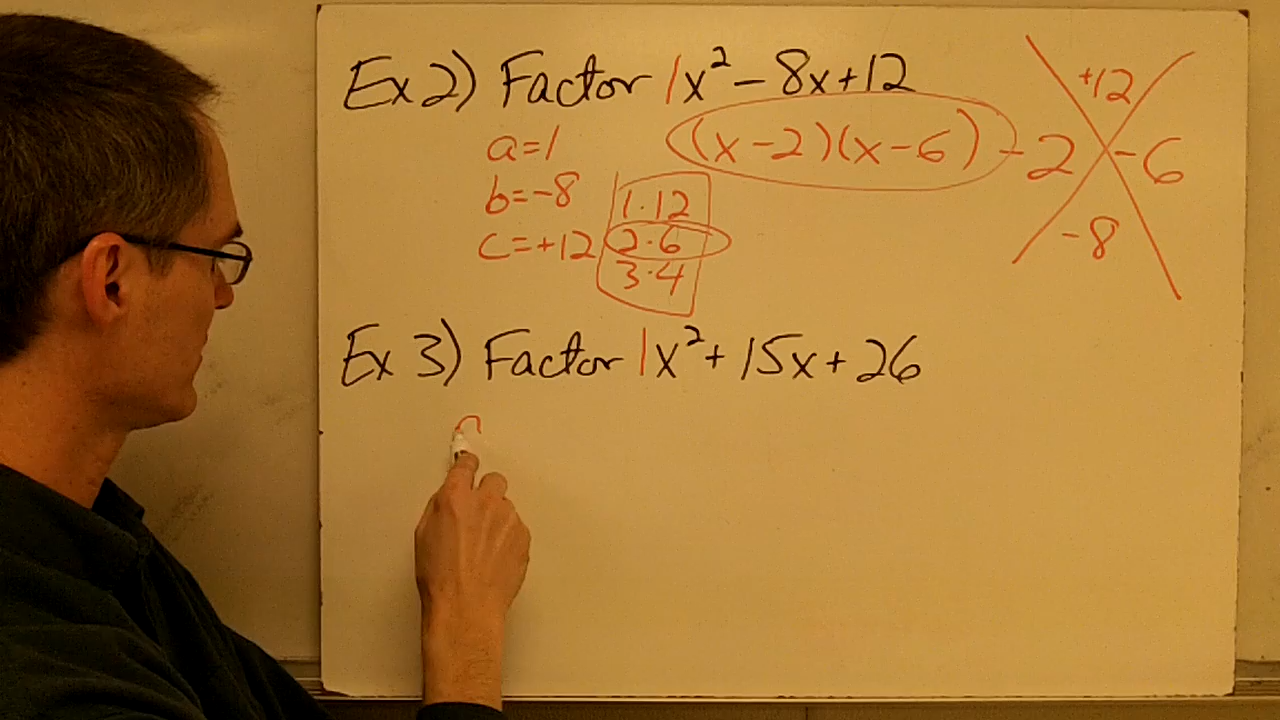 Ex 2) Factor 1x² - 8x + 12
(x - 2)(x - 6)
a = 1
b = -8
c = +12
1 · 12
2 · 6
3 · 4
+12
-2 -6
-8
Ex 3) Factor 1x² + 15x + 26